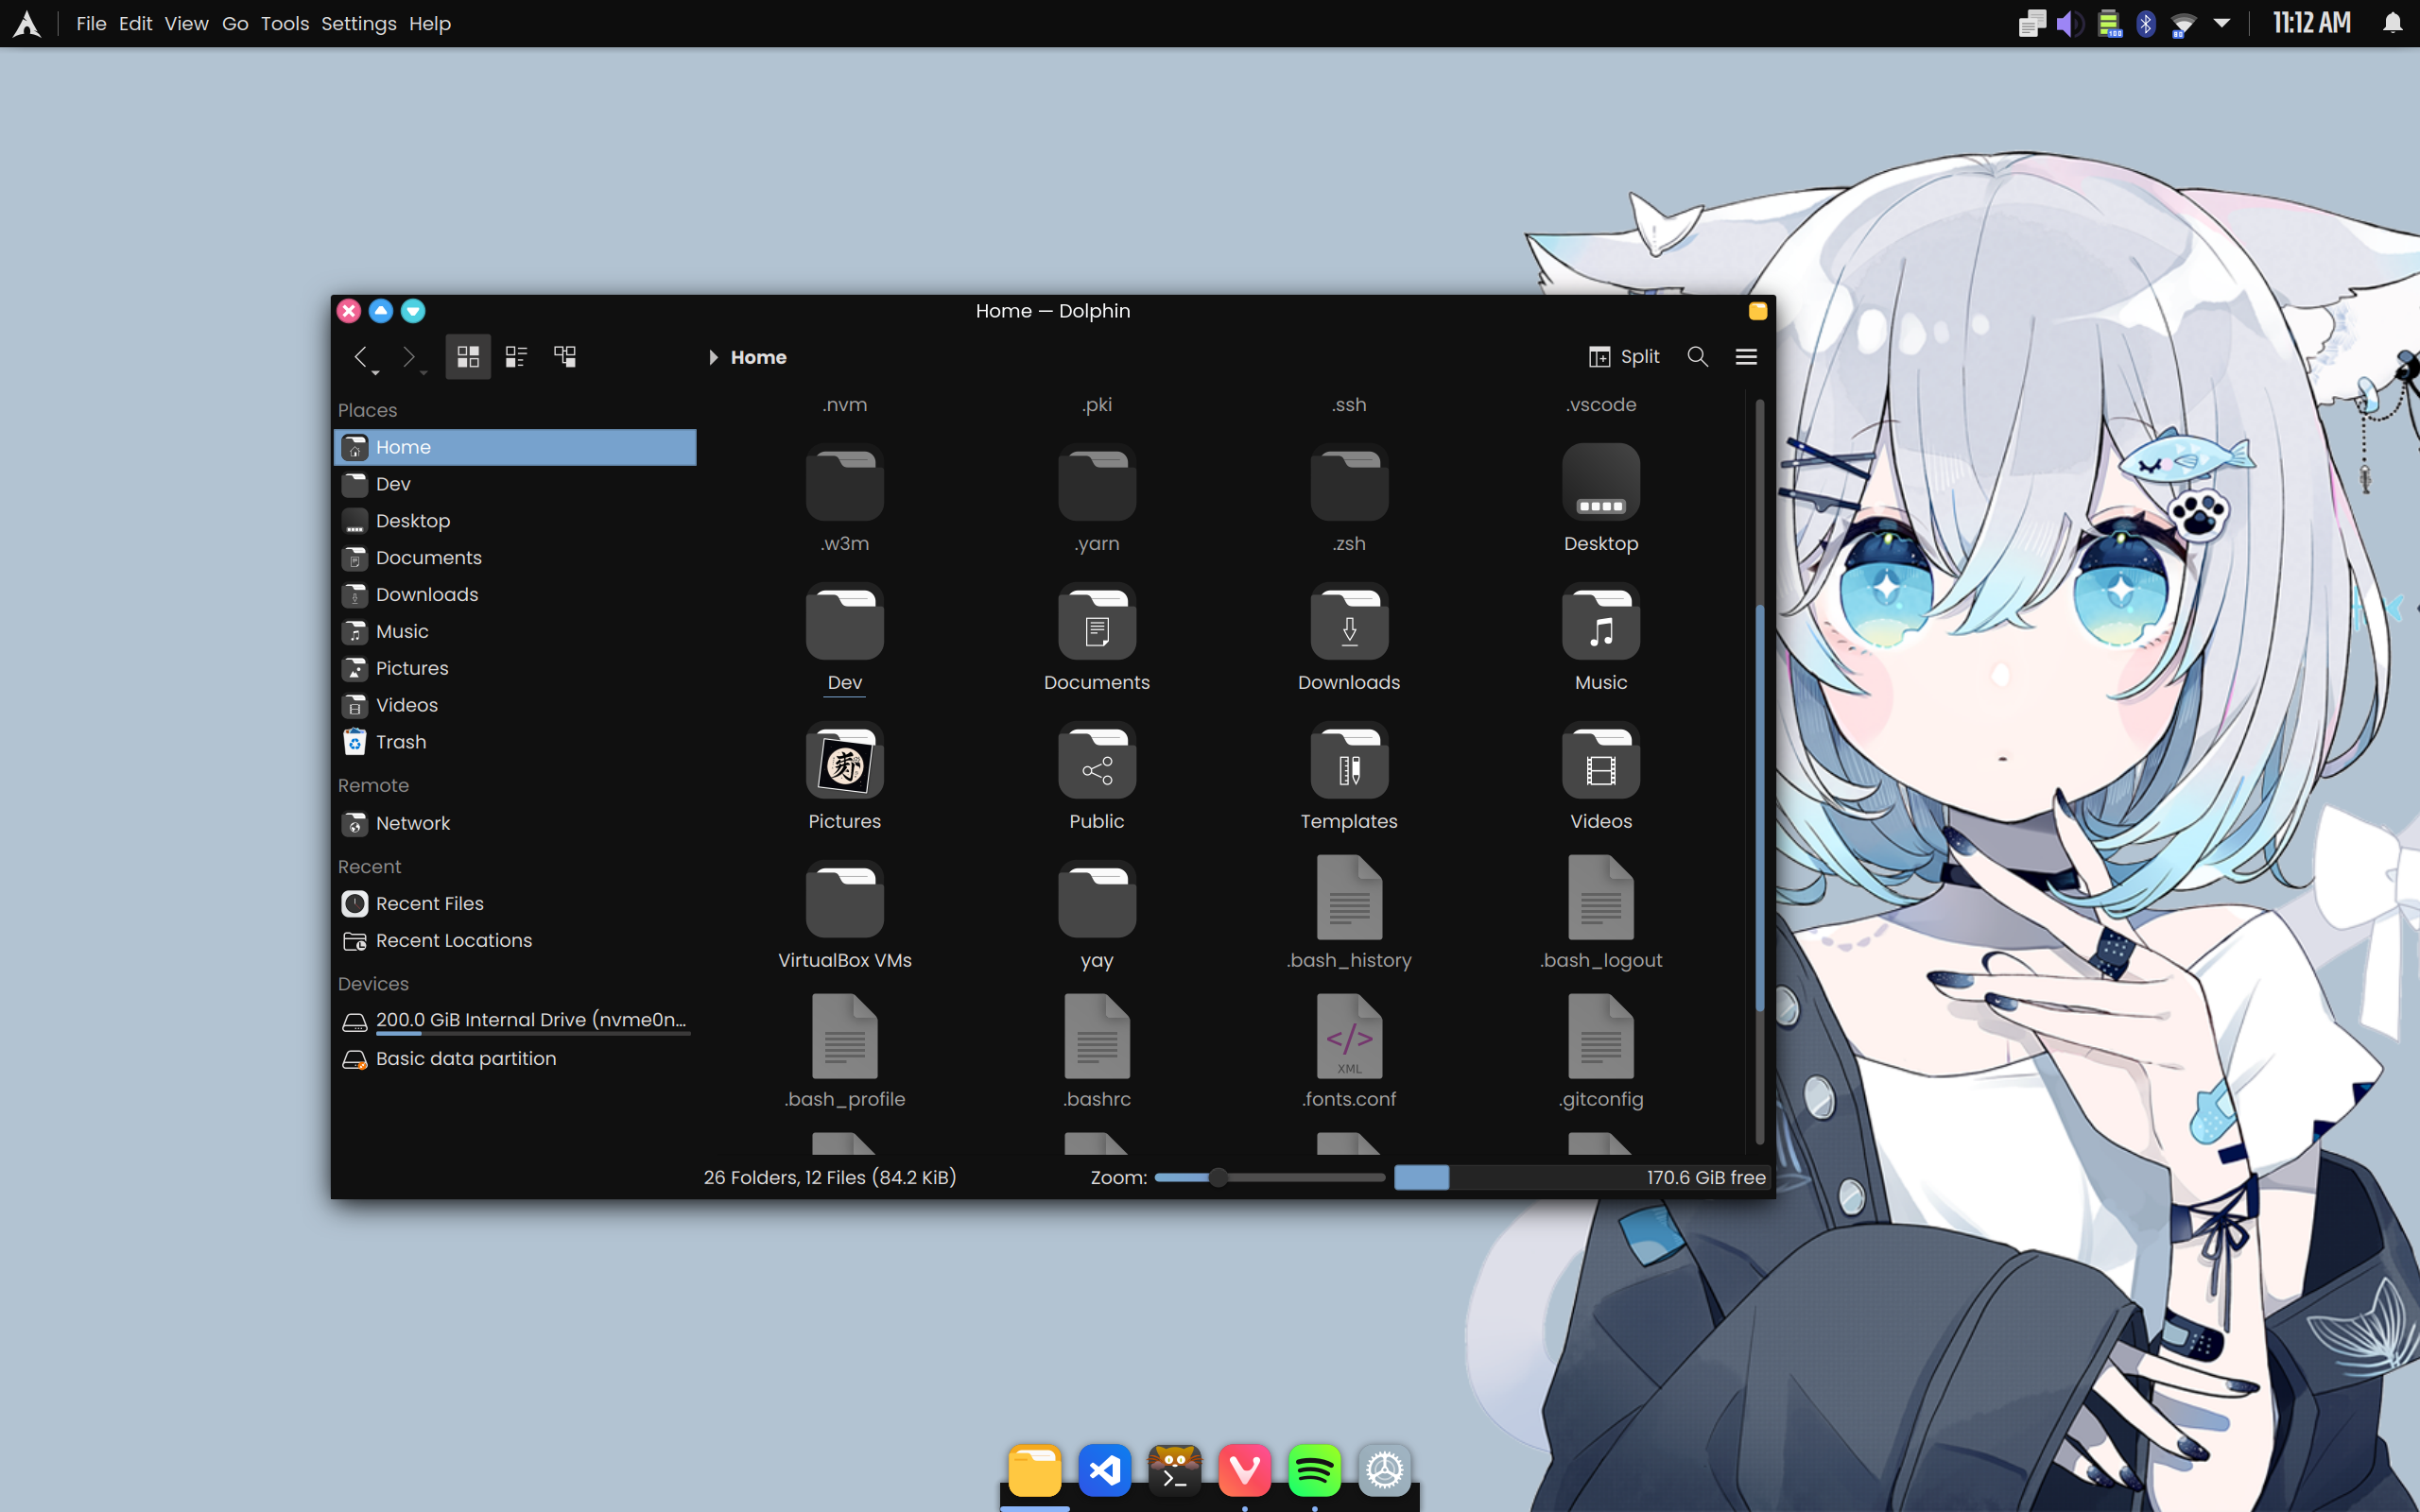 File Edit View Go Tools Settings Help
100
80
11:12 AM
Home — Dolphin
Home
Split
Places
Home
Dev
Desktop
Documents
Downloads
Music
Pictures
Videos
Trash
Remote
Network
Recent
Recent Files
Recent Locations
Devices
200.0 GiB Internal Drive (nvme0n...
Basic data partition
.nvm .pki .ssh .vscode
.w3m .yarn .zsh Desktop
Dev Documents Downloads Music
Pictures Public Templates Videos
VirtualBox VMs yay .bash_history .bash_logout
</>
XML
.bash_profile .bashrc .fonts.conf .gitconfig
26 Folders, 12 Files (84.2 KiB)
Zoom:
170.6 GiB free